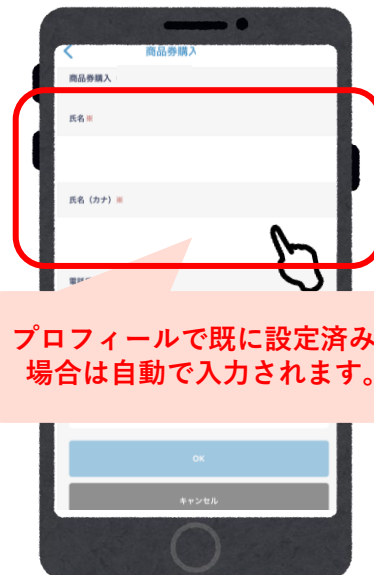 商品券購入
商品券購入
氏名※
氏名（カナ）※
プロフィールで既に設定済み
場合は自動で入力されます。
OK
キャンセル